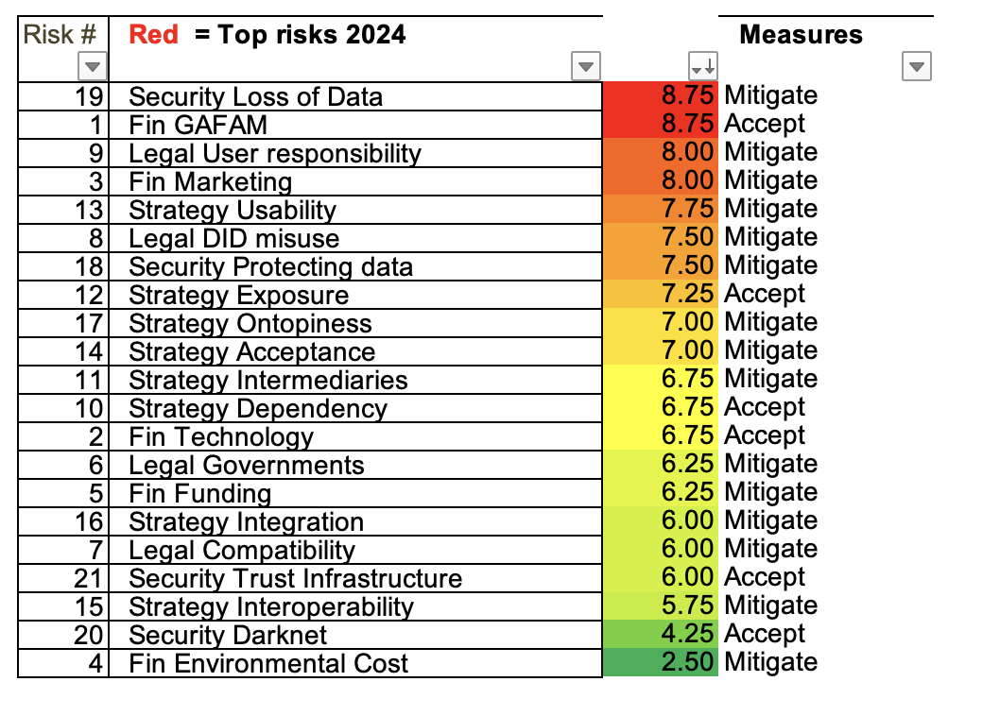 Risk # Red = Top risks 2024 Measures
19 Security Loss of Data 8.75 Mitigate
1 Fin GAFAM 8.75 Accept
9 Legal User responsibility 8.00 Mitigate
3 Fin Marketing 8.00 Mitigate
13 Strategy Usability 7.75 Mitigate
8 Legal DID misuse 7.50 Mitigate
18 Security Protecting data 7.50 Mitigate
12 Strategy Exposure 7.25 Accept
17 Strategy Ontopiness 7.00 Mitigate
14 Strategy Acceptance 7.00 Mitigate
11 Strategy Intermediaries 6.75 Mitigate
10 Strategy Dependency 6.75 Accept
2 Fin Technology 6.75 Accept
6 Legal Governments 6.25 Mitigate
5 Fin Funding 6.25 Mitigate
16 Strategy Integration 6.00 Mitigate
7 Legal Compatibility 6.00 Mitigate
21 Security Trust Infrastructure 6.00 Accept
15 Strategy Interoperability 5.75 Mitigate
20 Security Darknet 4.25 Accept
4 Fin Environmental Cost 2.50 Mitigate